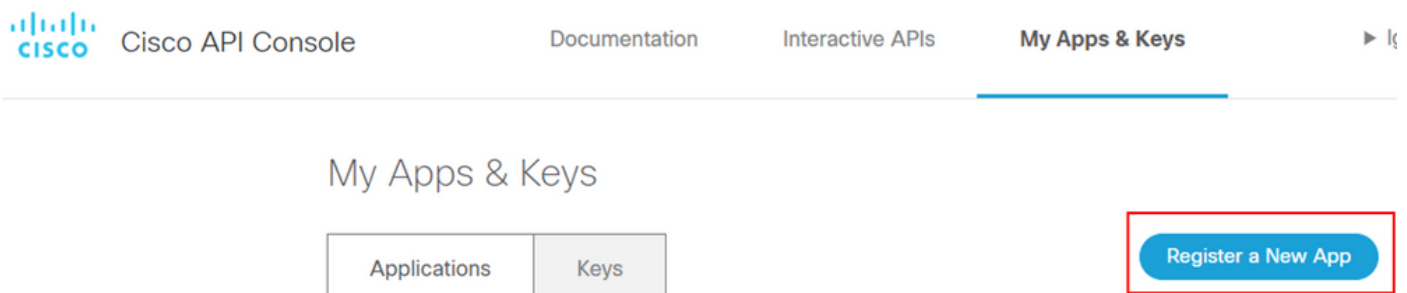 CISCO Cisco API Console Documentation Interactive APIs My Apps & Keys
My Apps & Keys
Applications Keys Register a New App